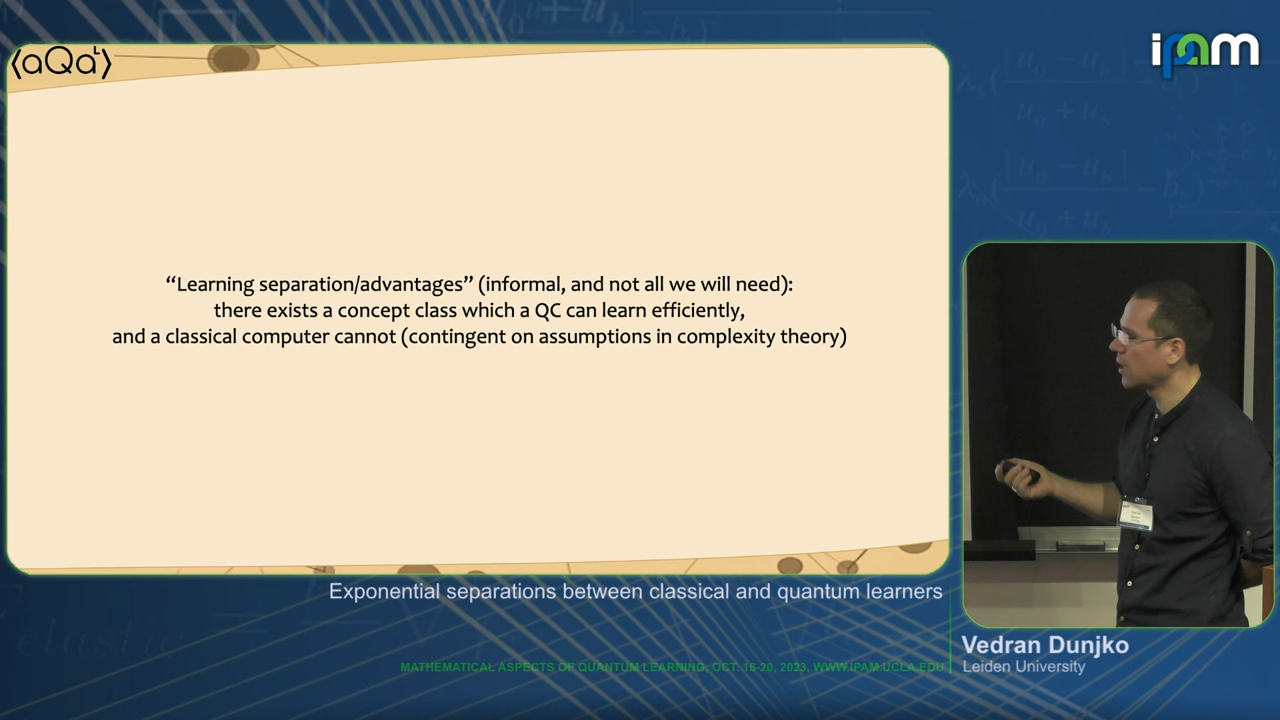 ⟨aQaᴸ⟩
ipam
“Learning separation/advantages” (informal, and not all we will need):
there exists a concept class which a QC can learn efficiently,
and a classical computer cannot (contingent on assumptions in complexity theory)
Exponential separations between classical and quantum learners
Vedran Dunjko
Leiden University
MATHEMATICAL ASPECTS OF QUANTUM LEARNING, OCT. 16-20, 2023, WWW.IPAM.UCLA.EDU
elastic